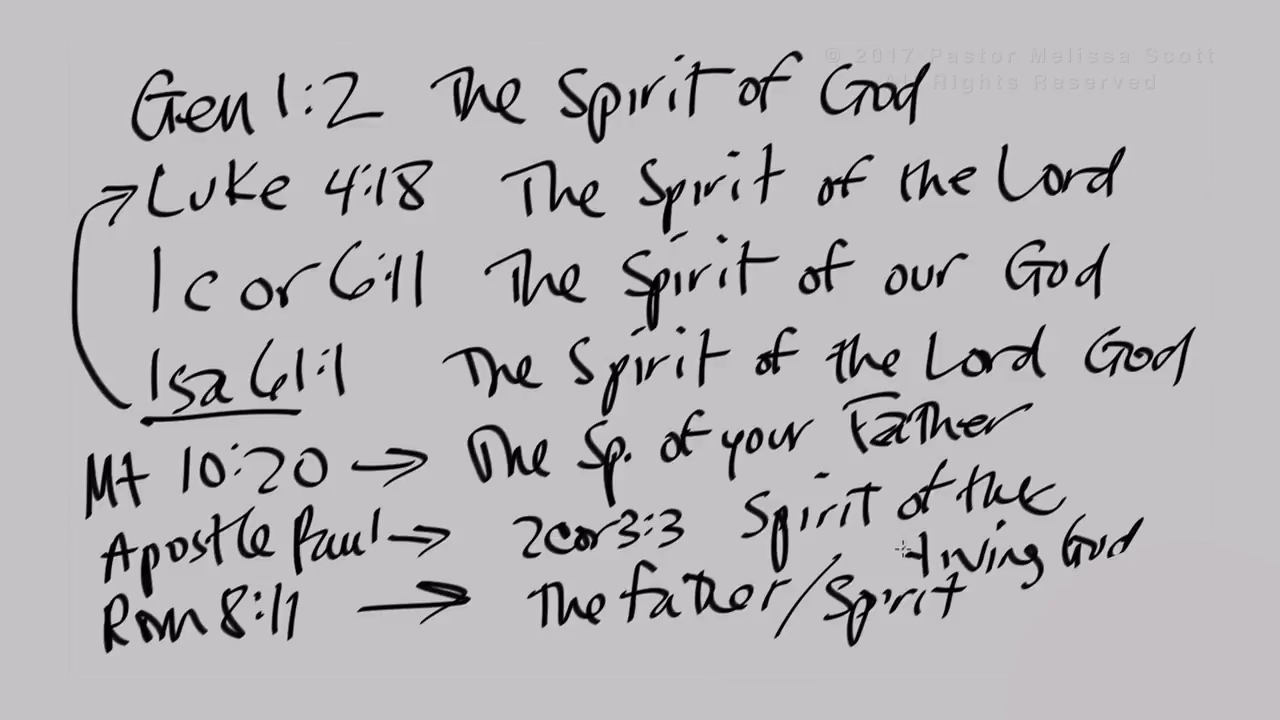 © 2017 Pastor Melissa Scott
All Rights Reserved
Gen 1:2 The Spirit of God
Luke 4:18 The Spirit of the Lord
1 cor 6:11 The Spirit of our God
Isa 61:1 The Spirit of the Lord God
Mt 10:20 → The Sp. of your Father
Apostle Paul → 2cor3:3 Spirit of the
living God
Rom 8:11 → The father/Spirit